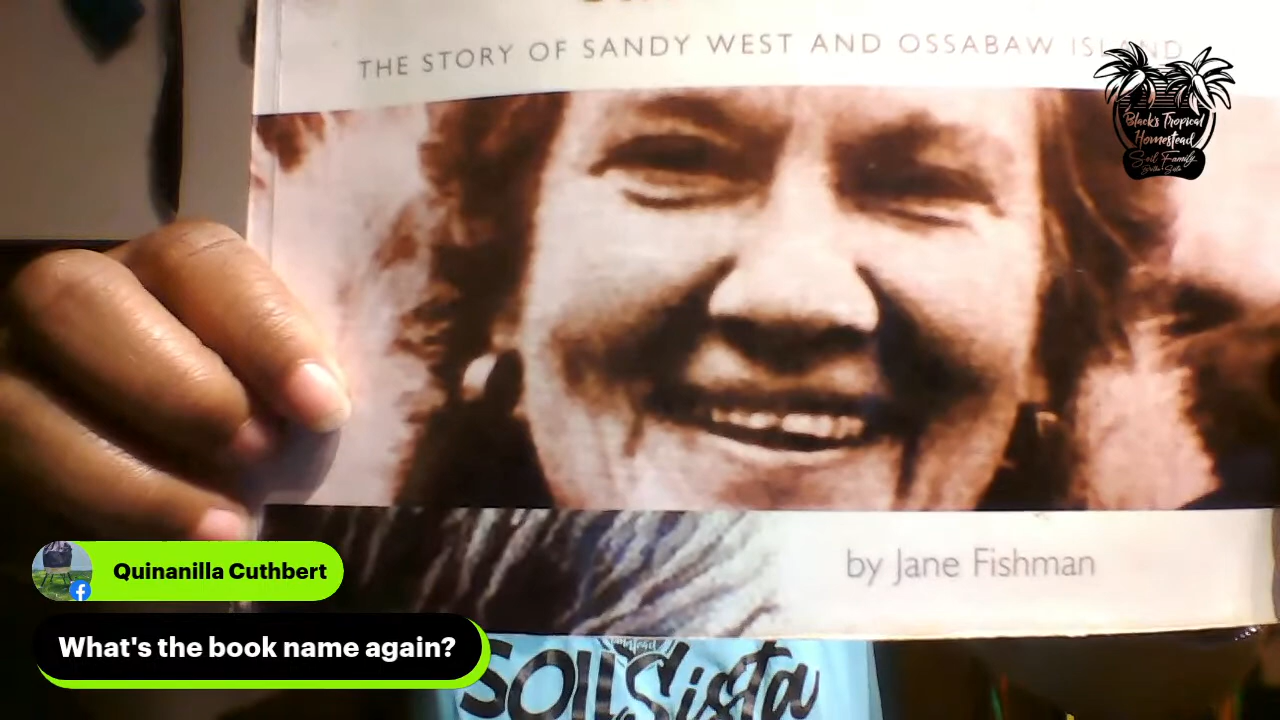 THE STORY OF SANDY WEST AND OSSABAW ISLAND
Black's Tropical
Homestead
Soil Family
by Jane Fishman
Quinanilla Cuthbert
What's the book name again?
SOIL Sista